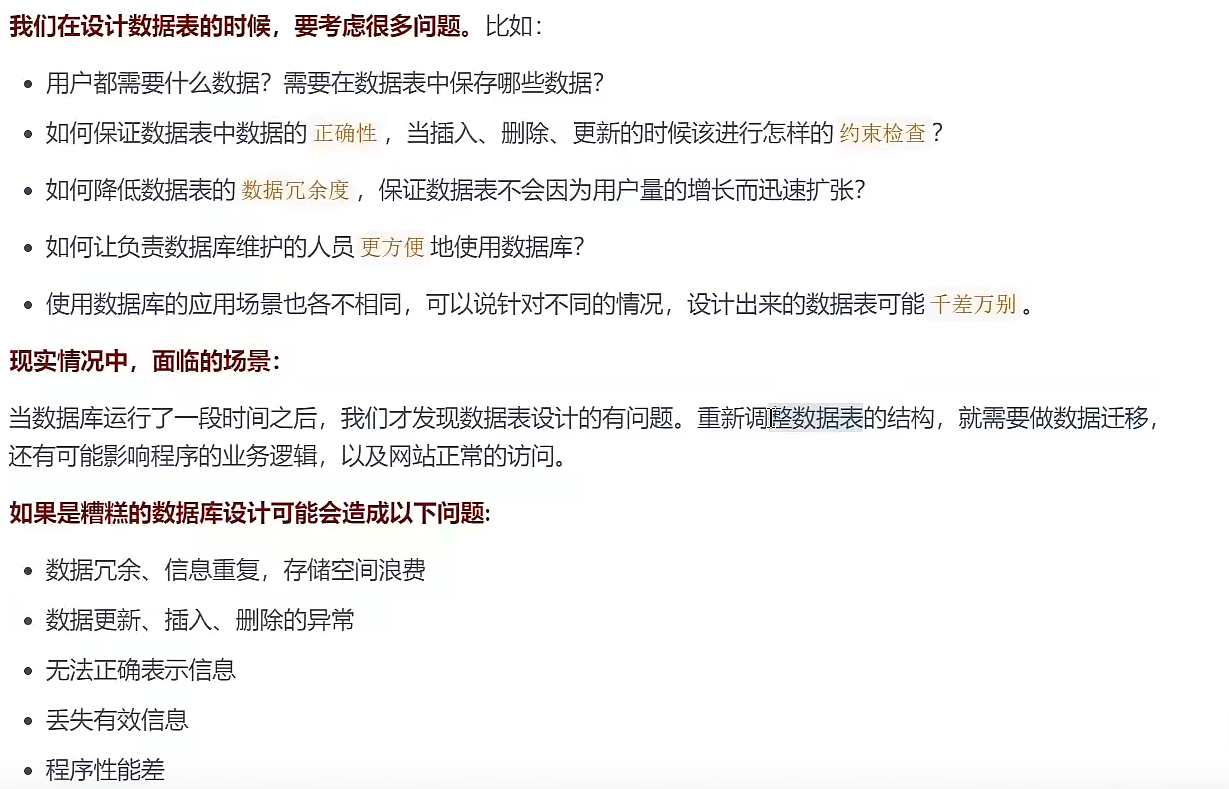 我们在设计数据表的时候，要考虑很多问题。比如：
• 用户都需要什么数据？需要在数据表中保存哪些数据？
• 如何保证数据表中数据的 正确性 ，当插入、删除、更新的时候该进行怎样的 约束检查 ？
• 如何降低数据表的 数据冗余度 ，保证数据表不会因为用户量的增长而迅速扩张？
• 如何让负责数据库维护的人员 更方便 地使用数据库？
• 使用数据库的应用场景也各不相同，可以说针对不同的情况，设计出来的数据表可能 千差万别 。
现实情况中，面临的场景：
当数据库运行了一段时间之后，我们才发现数据表设计的有问题。重新调整数据表的结构，就需要做数据迁移，
还有可能影响程序的业务逻辑，以及网站正常的访问。
如果是糟糕的数据库设计可能会造成以下问题:
• 数据冗余、信息重复，存储空间浪费
• 数据更新、插入、删除的异常
• 无法正确表示信息
• 丢失有效信息
• 程序性能差